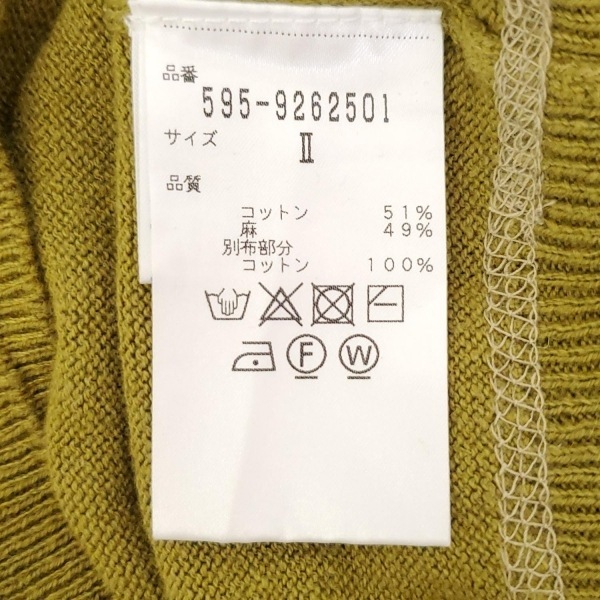 品番
595-9262501
サイズ
Ⅱ
品質
コットン 51%
麻 49%
別布部分
コットン 100%
F W